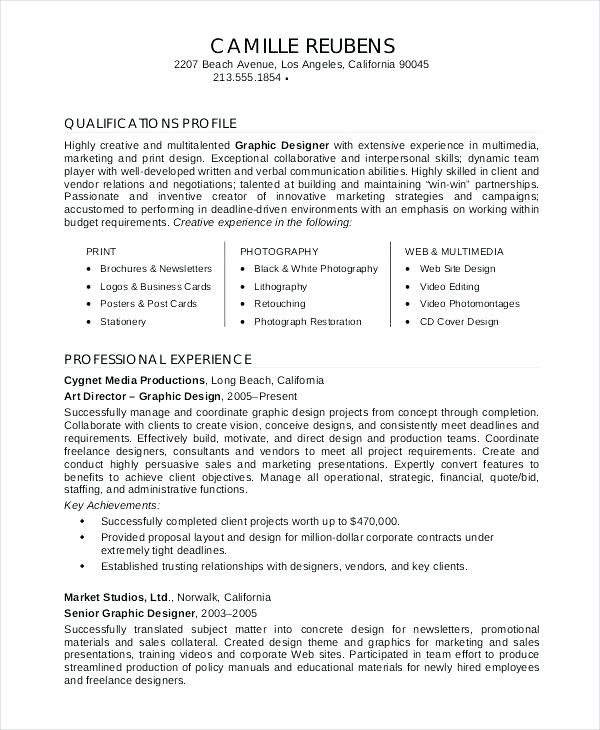 CAMILLE REUBENS
2207 Beach Avenue, Los Angeles, California 90045
213.555.1854 •
QUALIFICATIONS PROFILE
Highly creative and multitalented Graphic Designer with extensive experience in multimedia,
marketing and print design. Exceptional collaborative and interpersonal skills; dynamic team
player with well-developed written and verbal communication abilities. Highly skilled in client and
vendor relations and negotiations; talented at building and maintaining “win-win” partnerships.
Passionate and inventive creator of innovative marketing strategies and campaigns;
accustomed to performing in deadline-driven environments with an emphasis on working within
budget requirements. Creative experience in the following:
PRINT
• Brochures & Newsletters
• Logos & Business Cards
• Posters & Post Cards
• Stationery
PHOTOGRAPHY
• Black & White Photography
• Lithography
• Retouching
• Photograph Restoration
WEB & MULTIMEDIA
• Web Site Design
• Video Editing
• Video Photomontages
• CD Cover Design
PROFESSIONAL EXPERIENCE
Cygnet Media Productions, Long Beach, California
Art Director – Graphic Design, 2005–Present
Successfully manage and coordinate graphic design projects from concept through completion.
Collaborate with clients to create vision, conceive designs, and consistently meet deadlines and
requirements. Effectively build, motivate, and direct design and production teams. Coordinate
freelance designers, consultants and vendors to meet all project requirements. Create and
conduct highly persuasive sales and marketing presentations. Expertly convert features to
benefits to achieve client objectives. Manage all operational, strategic, financial, quote/bid,
staffing, and administrative functions.
Key Achievements:
⬩ Successfully completed client projects worth up to $470,000.
⬩ Provided proposal layout and design for million-dollar corporate contracts under
extremely tight deadlines.
⬩ Established trusting relationships with designers, vendors, and key clients.
Market Studios, Ltd., Norwalk, California
Senior Graphic Designer, 2003–2005
Successfully translated subject matter into concrete design for newsletters, promotional
materials and sales collateral. Created design theme and graphics for marketing and sales
presentations, training videos and corporate Web sites. Participated in team effort to produce
streamlined production of policy manuals and educational materials for newly hired employees
and freelance designers.